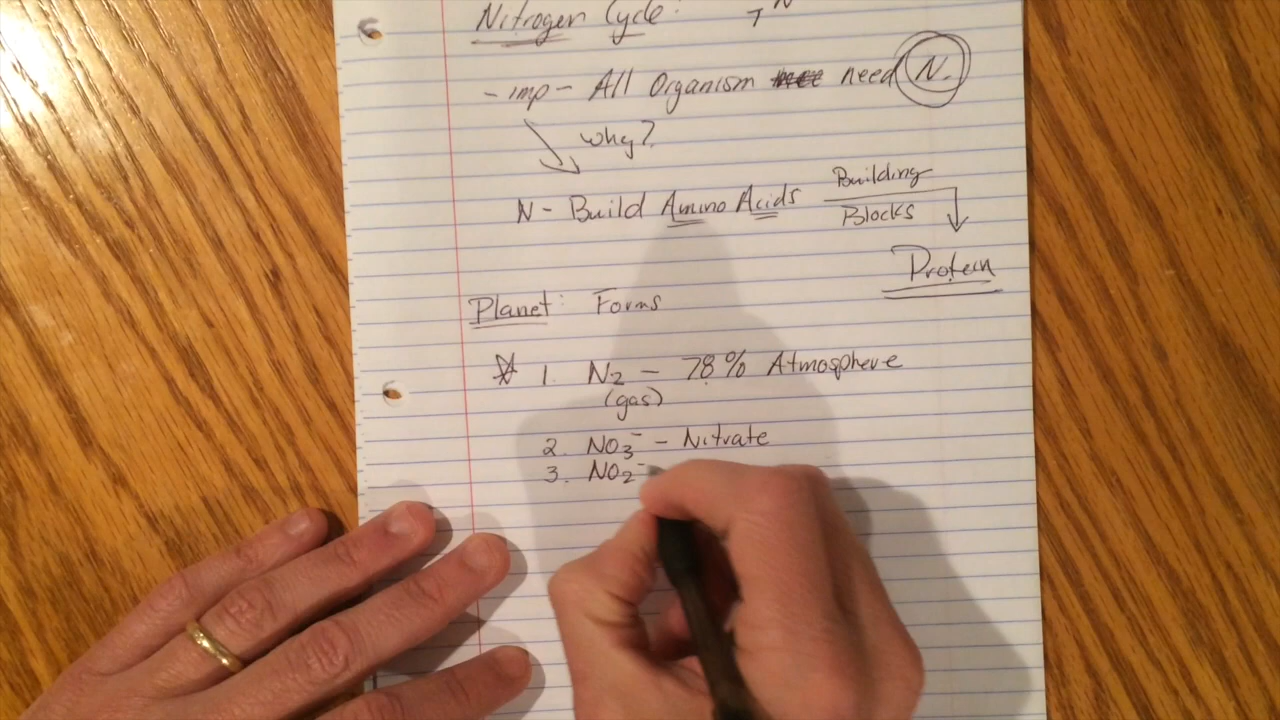 Nitrogen Cycle: N
- imp - All Organism need N.
why?
N - Build Amino Acids Building Blocks
Protein
Planet: Forms
1. N2 - 78% Atmosphere
(gas)
2. NO3⁻ - Nitrate
3. NO2⁻